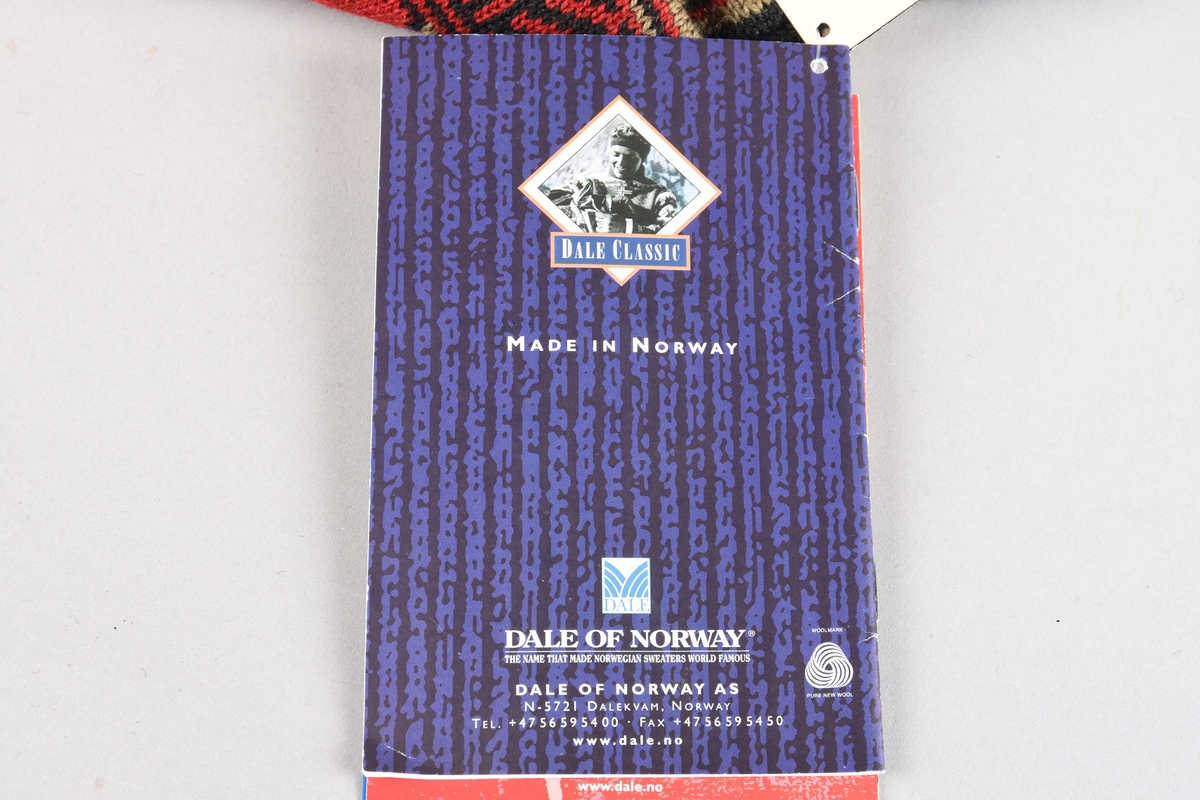 DALE CLASSIC
MADE IN NORWAY
DALE
DALE OF NORWAY®
THE NAME THAT MADE NORWEGIAN SWEATERS WORLD FAMOUS
WOOLMARK
PURE NEW WOOL
DALE OF NORWAY AS
N-5721 DALEKVAM, NORWAY
TEL. +4756595400 · FAX +4756595450
www.dale.no
www.dale.no